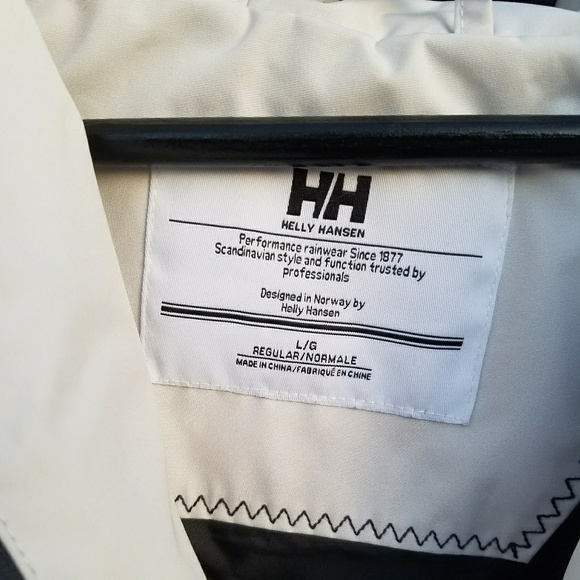 HH
HELLY HANSEN
Performance rainwear Since 1877
Scandinavian style and function trusted by
professionals
Designed in Norway by
Helly Hansen
L/G
REGULAR/NORMALE
MADE IN CHINA/FABRIQUÉ EN CHINE